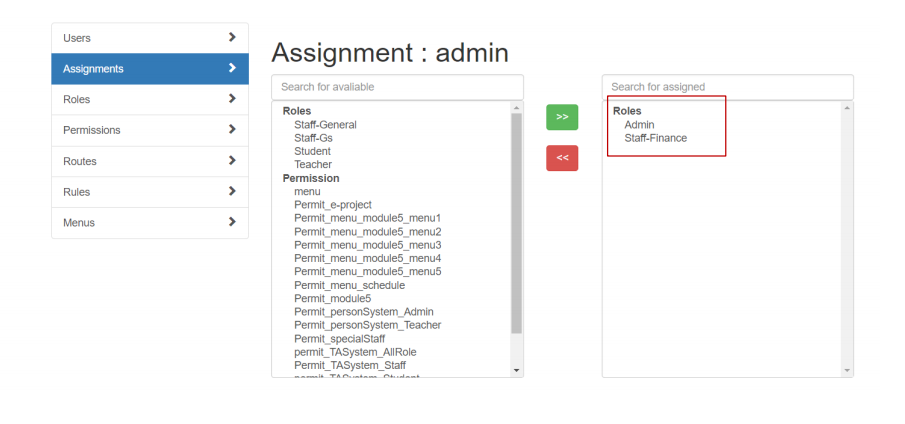 Users
Assignments
Roles
Permissions
Routes
Rules
Menus
Assignment : admin
Search for avaliable
Roles
Staff-General
Staff-Gs
Student
Teacher
Permission
menu
Permit_e-project
Permit_menu_module5_menu1
Permit_menu_module5_menu2
Permit_menu_module5_menu3
Permit_menu_module5_menu4
Permit_menu_module5_menu5
Permit_menu_schedule
Permit_module5
Permit_personSystem_Admin
Permit_personSystem_Teacher
Permit_specialStaff
permit_TASystem_AllRole
Permit_TASystem_Staff
permit_TASystem_Student
>>
<<
Search for assigned
Roles
Admin
Staff-Finance